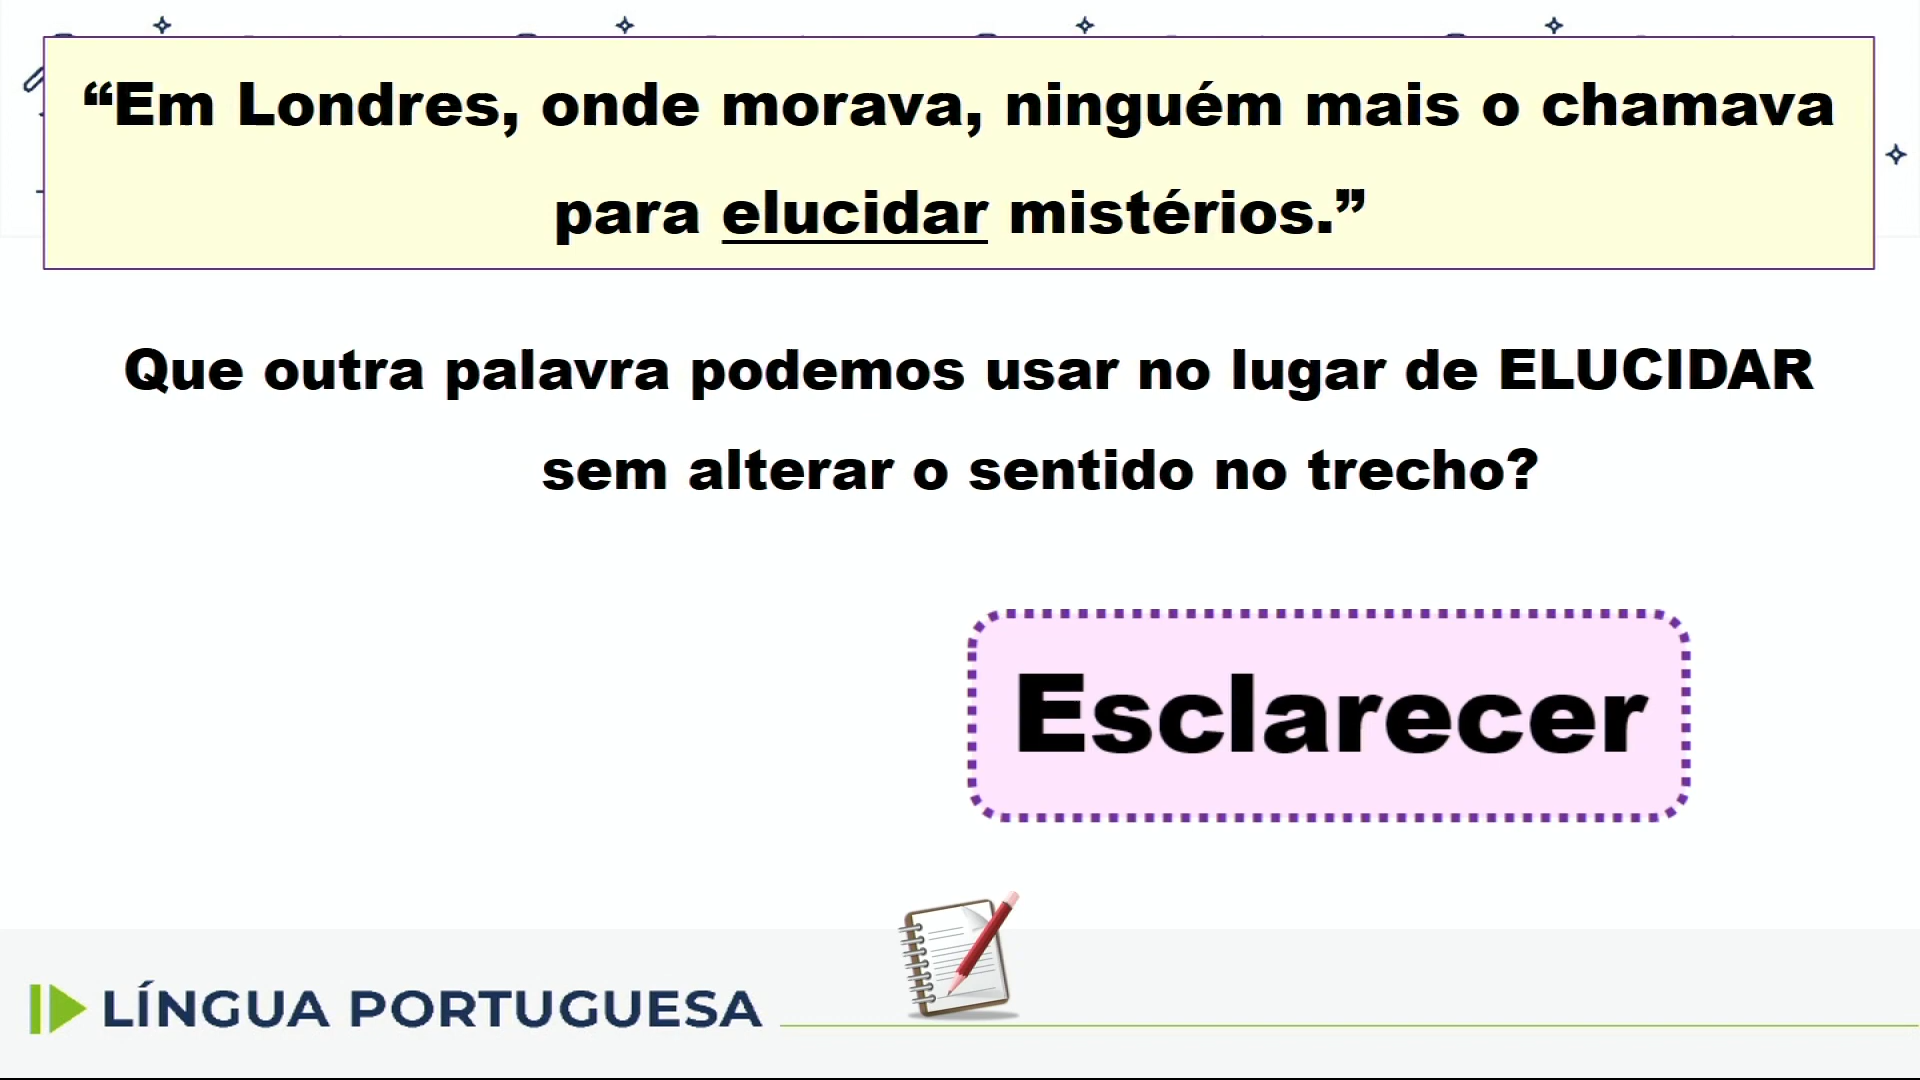 “Em Londres, onde morava, ninguém mais o chamava
para elucidar mistérios.”
Que outra palavra podemos usar no lugar de ELUCIDAR
sem alterar o sentido no trecho?
Esclarecer
LÍNGUA PORTUGUESA